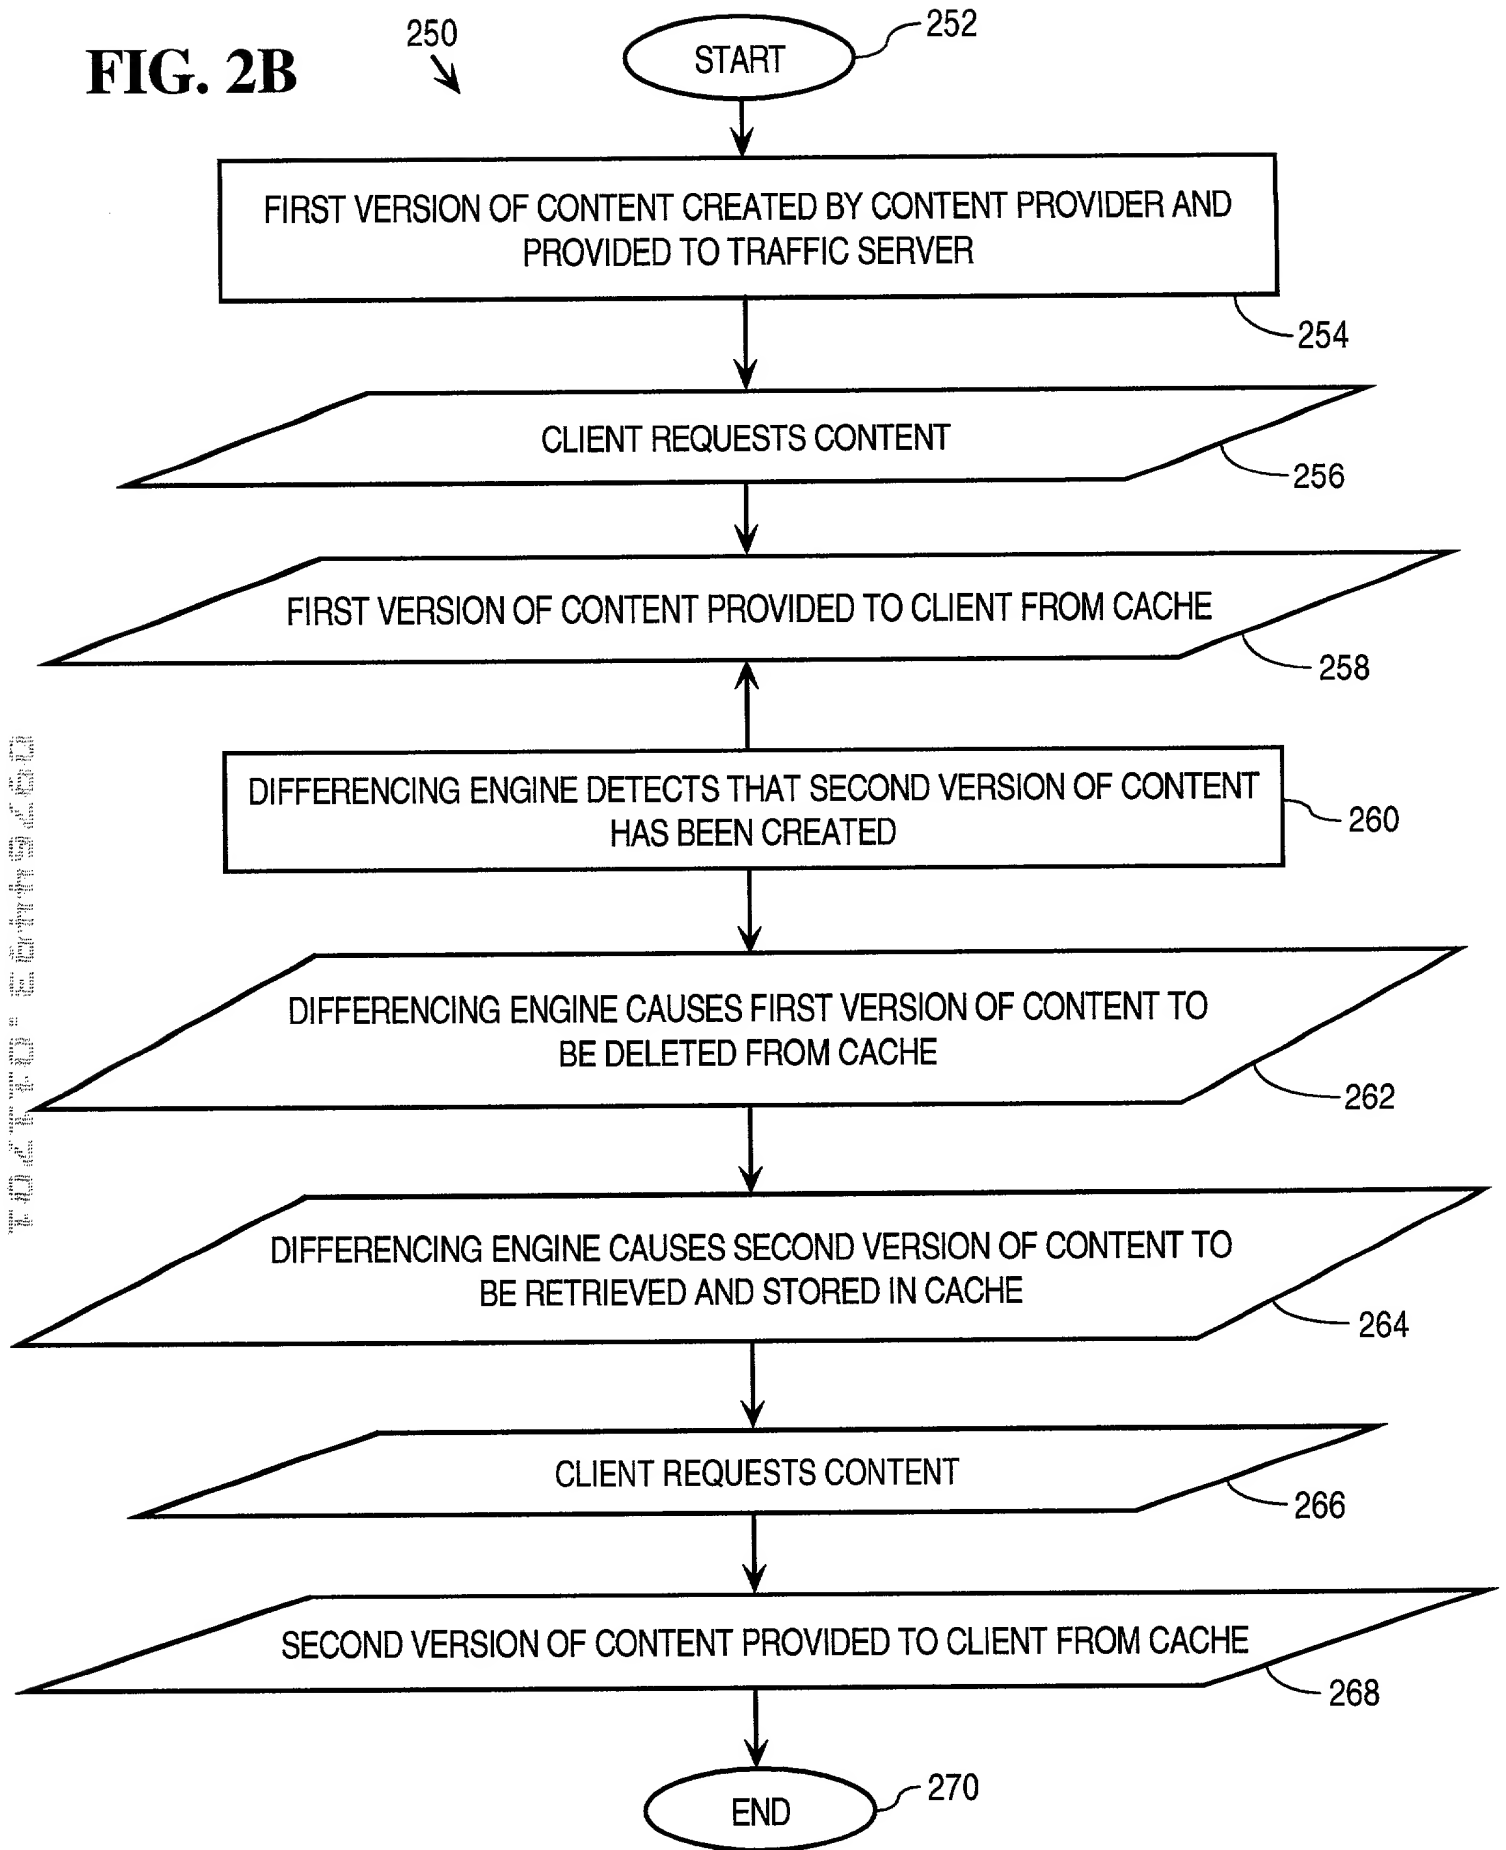 FIG. 2B
250
START
252
FIRST VERSION OF CONTENT CREATED BY CONTENT PROVIDER AND
PROVIDED TO TRAFFIC SERVER
254
CLIENT REQUESTS CONTENT
256
FIRST VERSION OF CONTENT PROVIDED TO CLIENT FROM CACHE
258
DIFFERENCING ENGINE DETECTS THAT SECOND VERSION OF CONTENT
HAS BEEN CREATED
260
DIFFERENCING ENGINE CAUSES FIRST VERSION OF CONTENT TO
BE DELETED FROM CACHE
262
DIFFERENCING ENGINE CAUSES SECOND VERSION OF CONTENT TO
BE RETRIEVED AND STORED IN CACHE
264
CLIENT REQUESTS CONTENT
266
SECOND VERSION OF CONTENT PROVIDED TO CLIENT FROM CACHE
268
END
270